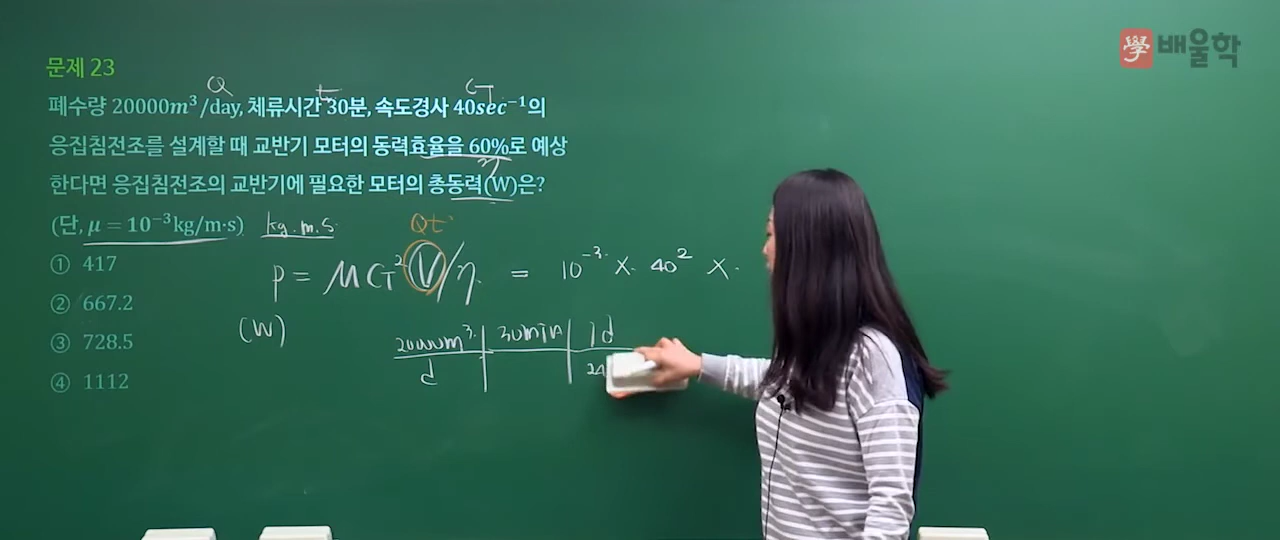 學 배울학
문제 23
Q t G
폐수량 20000m³/day, 체류시간 30분, 속도경사 40sec⁻¹의
응집침전조를 설계할 때 교반기 모터의 동력효율을 60%로 예상
η
한다면 응집침전조의 교반기에 필요한 모터의 총동력(W)은?
(단, μ = 10⁻³kg/m·s) kg.m.s
Qt
① 417
P = μG²V/η = 10⁻³ × 40² ×
② 667.2
(W)
③ 728.5
20000m³ | 30min | 1d
d | | 24
④ 1112